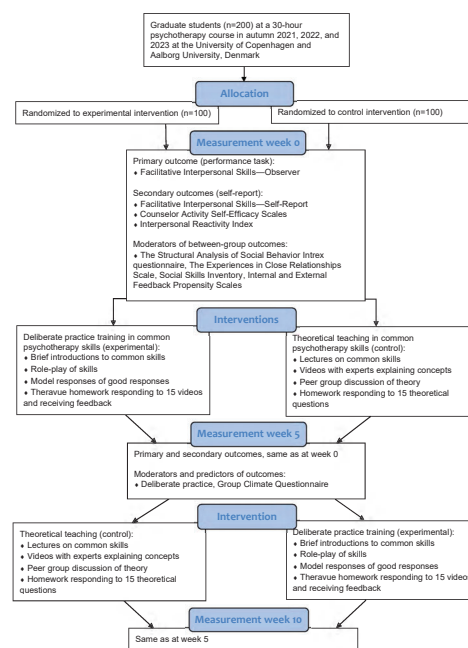 Graduate students (n=200) at a 30-hour
psychotherapy course in autumn 2021, 2022, and
2023 at the University of Copenhagen and
Aalborg University, Denmark
Allocation
Randomized to experimental intervention (n=100)
Randomized to control intervention (n=100)
Measurement week 0
Primary outcome (performance task):
♦ Facilitative Interpersonal Skills—Observer
Secondary outcomes (self-report):
♦ Facilitative Interpersonal Skills—Self-Report
♦ Counselor Activity Self-Efficacy Scales
♦ Interpersonal Reactivity Index
Moderators of between-group outcomes:
♦ The Structural Analysis of Social Behavior Intrex
questionnaire, The Experiences in Close Relationships
Scale, Social Skills Inventory, Internal and External
Feedback Propensity Scales
Interventions
Deliberate practice training in common
psychotherapy skills (experimental):
♦ Brief introductions to common skills
♦ Role-play of skills
♦ Model responses of good responses
♦ Theravue homework responding to 15 videos
and receiving feedback
Theoretical teaching in common
psychotherapy skills (control):
♦ Lectures on common skills
♦ Videos with experts explaining concepts
♦ Peer group discussion of theory
♦ Homework responding to 15 theoretical
questions
Measurement week 5
Primary and secondary outcomes, same as at week 0
Moderators and predictors of outcomes:
♦ Deliberate practice, Group Climate Questionnaire
Intervention
Theoretical teaching (control):
♦ Lectures on common skills
♦ Videos with experts explaining concepts
♦ Peer group discussion of theory
♦ Homework responding to 15 theoretical
questions
Deliberate practice training (experimental):
♦ Brief introductions to common skills
♦ Role-play of skills
♦ Model responses of good responses
♦ Theravue homework responding to 15 videos
and receiving feedback
Measurement week 10
Same as at week 5